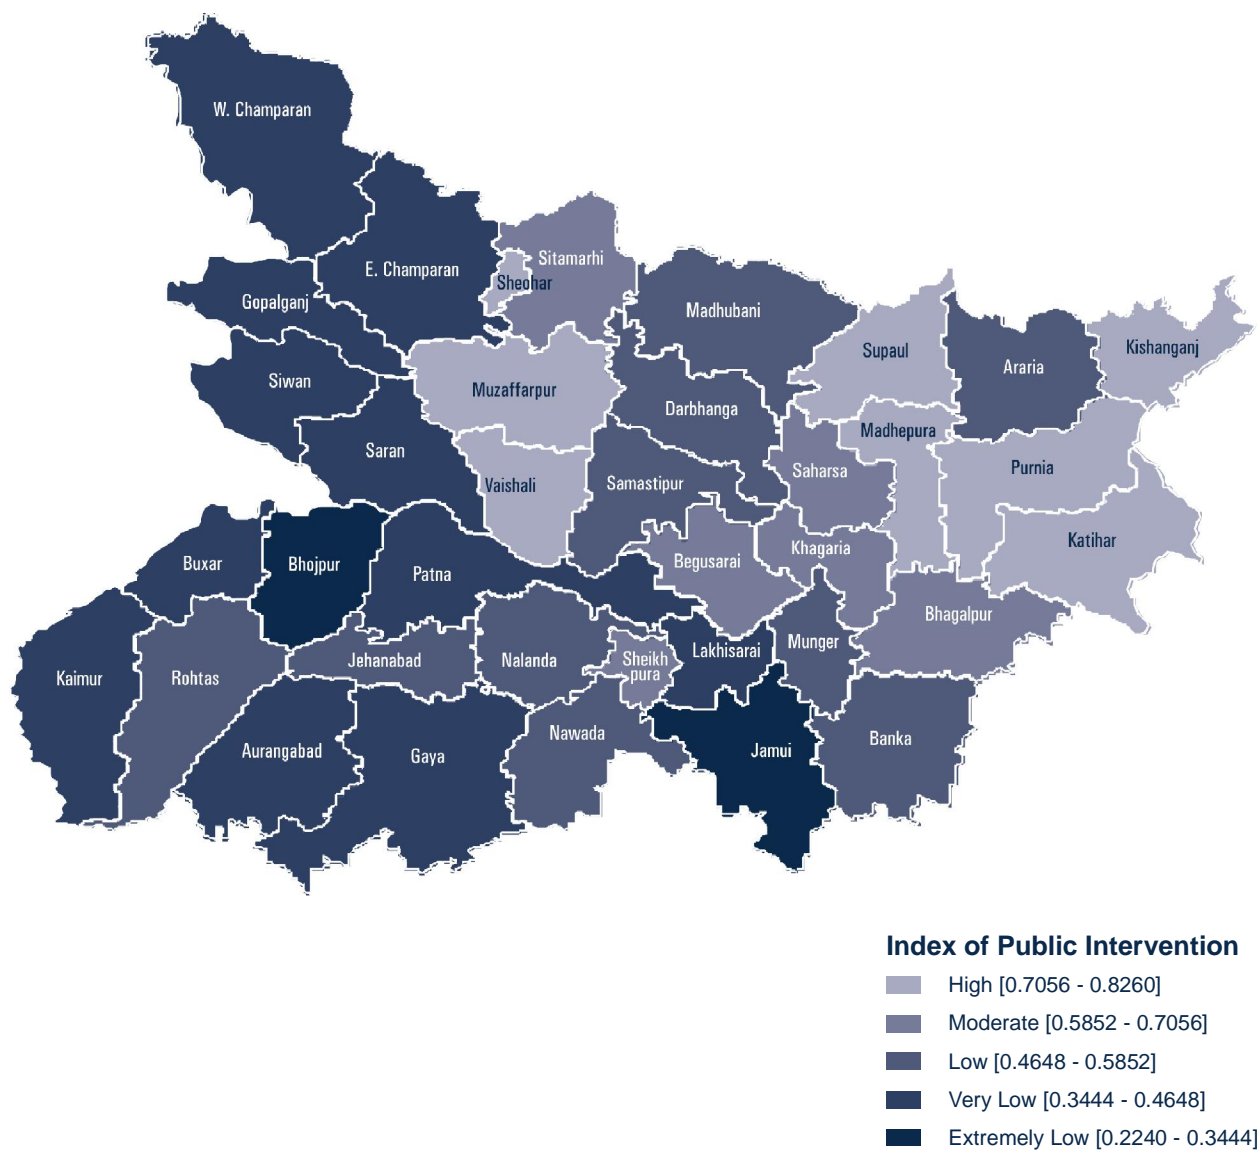 W. Champaran
E. Champaran
Sitamarhi
Sheohar
Gopalganj
Madhubani
Supaul
Araria
Kishanganj
Siwan
Muzaffarpur
Darbhanga
Madhepura
Saran
Vaishali
Samastipur
Saharsa
Purnia
Katihar
Buxar
Bhojpur
Patna
Begusarai
Khagaria
Bhagalpur
Kaimur
Rohtas
Jehanabad
Nalanda
Sheikh
pura
Lakhisarai
Munger
Aurangabad
Gaya
Nawada
Jamui
Banka
Index of Public Intervention
High [0.7056 - 0.8260]
Moderate [0.5852 - 0.7056]
Low [0.4648 - 0.5852]
Very Low [0.3444 - 0.4648]
Extremely Low [0.2240 - 0.3444]